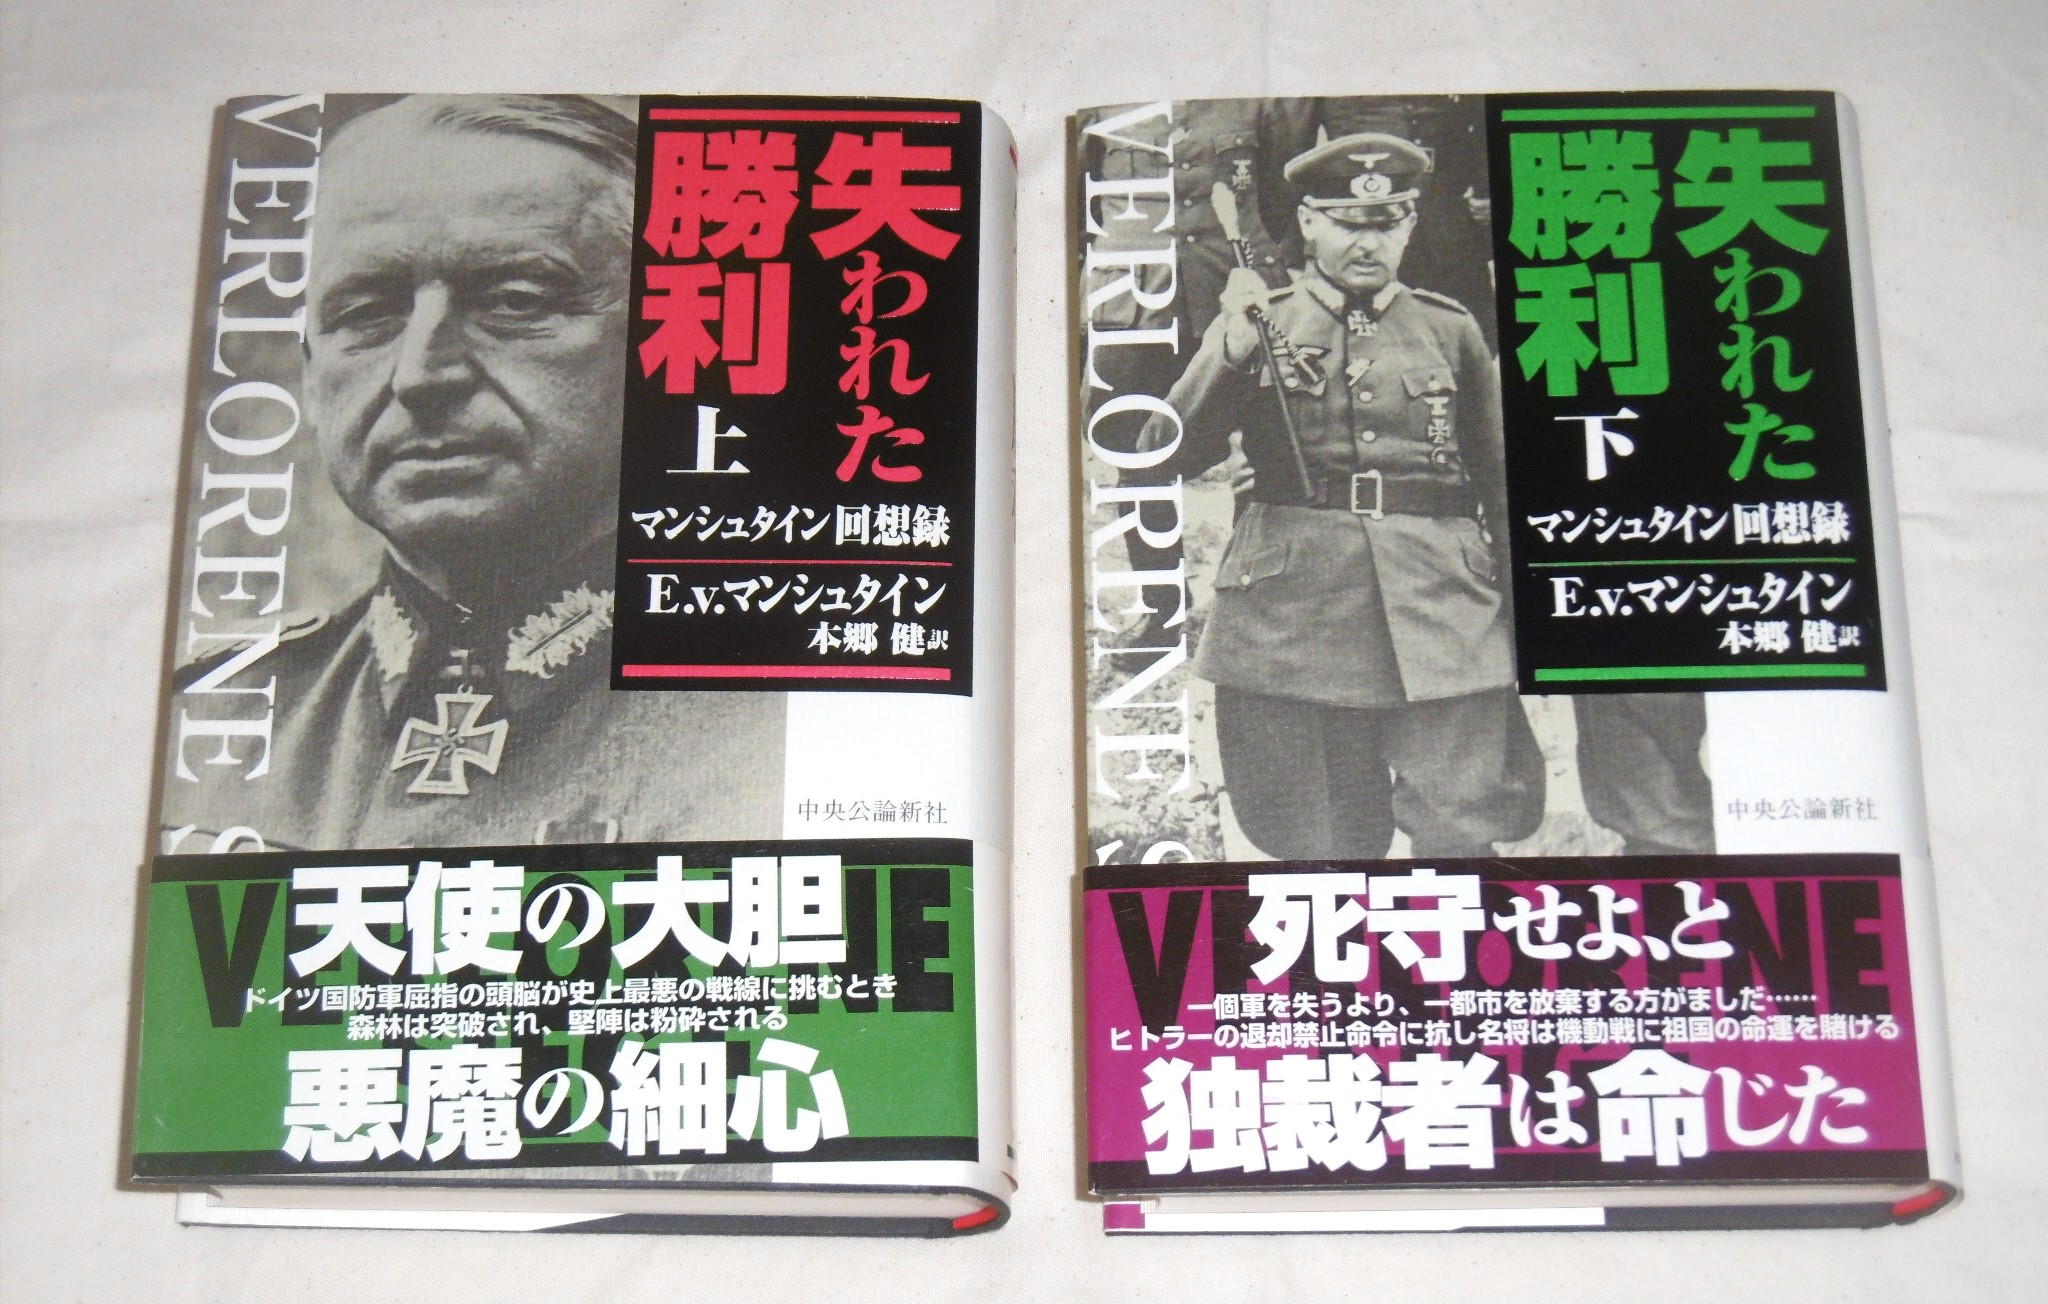 VERLORENE S
失われた
勝利
上
マンシュタイン回想録
E.v.マンシュタイン
本郷 健訳
中央公論新社
VERLORENE
天使の大胆
ドイツ国防軍屈指の頭脳が史上最悪の戦線に挑むとき
森林は突破され、堅陣は粉砕される
悪魔の細心
VERLORENE S
失われた
勝利
下
マンシュタイン回想録
E.v.マンシュタイン
本郷 健訳
中央公論新社
VERLORENE
死守せよ、と
一個軍を失うより、一都市を放棄する方がましだ……
ヒトラーの退却禁止命令に抗し名将は機動戦に祖国の命運を賭ける
独裁者は命じた